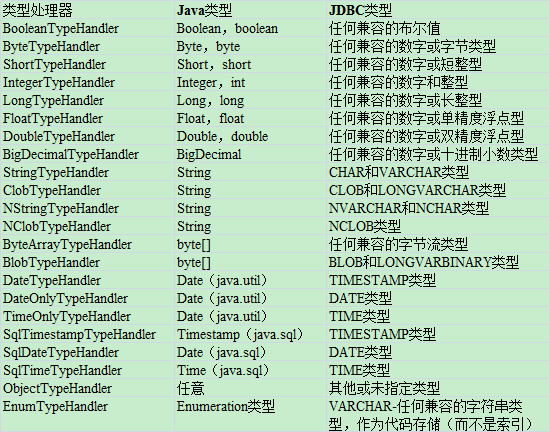 类型处理器 Java类型 JDBC类型
BooleanTypeHandler Boolean，boolean 任何兼容的布尔值
ByteTypeHandler Byte，byte 任何兼容的数字或字节类型
ShortTypeHandler Short，short 任何兼容的数字或短整型
IntegerTypeHandler Integer，int 任何兼容的数字和整型
LongTypeHandler Long，long 任何兼容的数字或长整型
FloatTypeHandler Float，float 任何兼容的数字或单精度浮点型
DoubleTypeHandler Double，double 任何兼容的数字或双精度浮点型
BigDecimalTypeHandler BigDecimal 任何兼容的数字或十进制小数类型
StringTypeHandler String CHAR和VARCHAR类型
ClobTypeHandler String CLOB和LONGVARCHAR类型
NStringTypeHandler String NVARCHAR和NCHAR类型
NClobTypeHandler String NCLOB类型
ByteArrayTypeHandler byte[] 任何兼容的字节流类型
BlobTypeHandler byte[] BLOB和LONGVARBINARY类型
DateTypeHandler Date（java.util） TIMESTAMP类型
DateOnlyTypeHandler Date（java.util） DATE类型
TimeOnlyTypeHandler Date（java.util） TIME类型
SqlTimestampTypeHandler Timestamp（java.sql） TIMESTAMP类型
SqlDateTypeHandler Date（java.sql） DATE类型
SqlTimeTypeHandler Time（java.sql） TIME类型
ObjectTypeHandler 任意 其他或未指定类型
EnumTypeHandler Enumeration类型 VARCHAR-任何兼容的字符串类
型，作为代码存储（而不是索引）